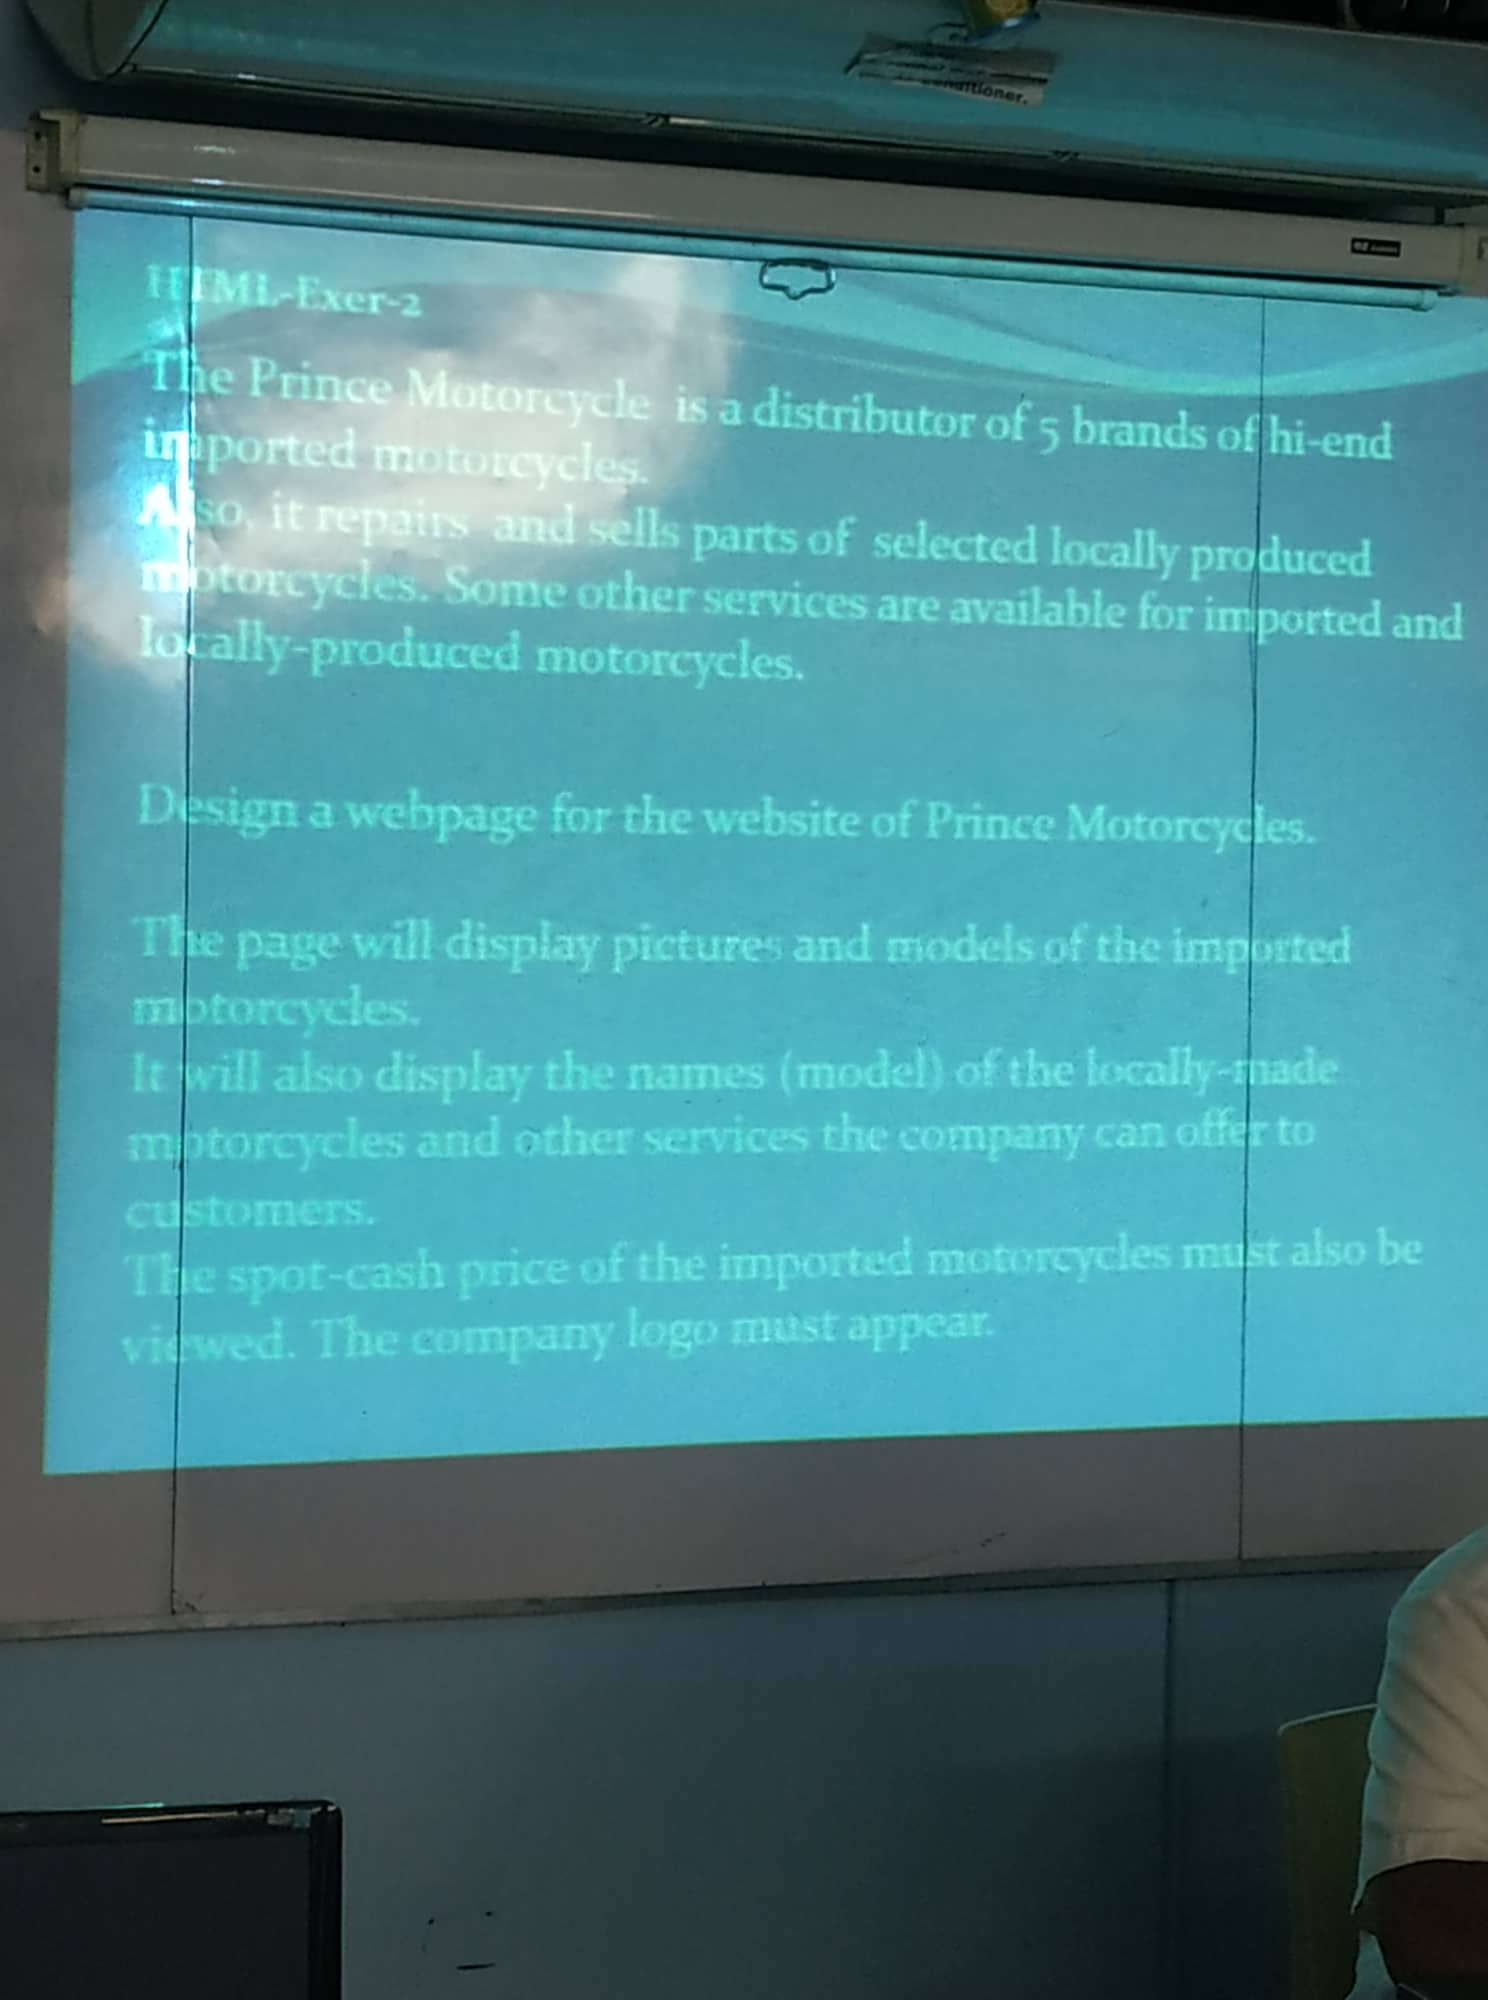 conditioner.
HTML-Exer-2
The Prince Motorcycle is a distributor of 5 brands of hi-end
imported motorcycles.
Also, it repairs and sells parts of selected locally produced
motorcycles. Some other services are available for imported and
locally-produced motorcycles.
Design a webpage for the website of Prince Motorcycles.
The page will display pictures and models of the imported
motorcycles.
It will also display the names (model) of the locally-made
motorcycles and other services the company can offer to
customers.
The spot-cash price of the imported motorcycles must also be
viewed. The company logo must appear.